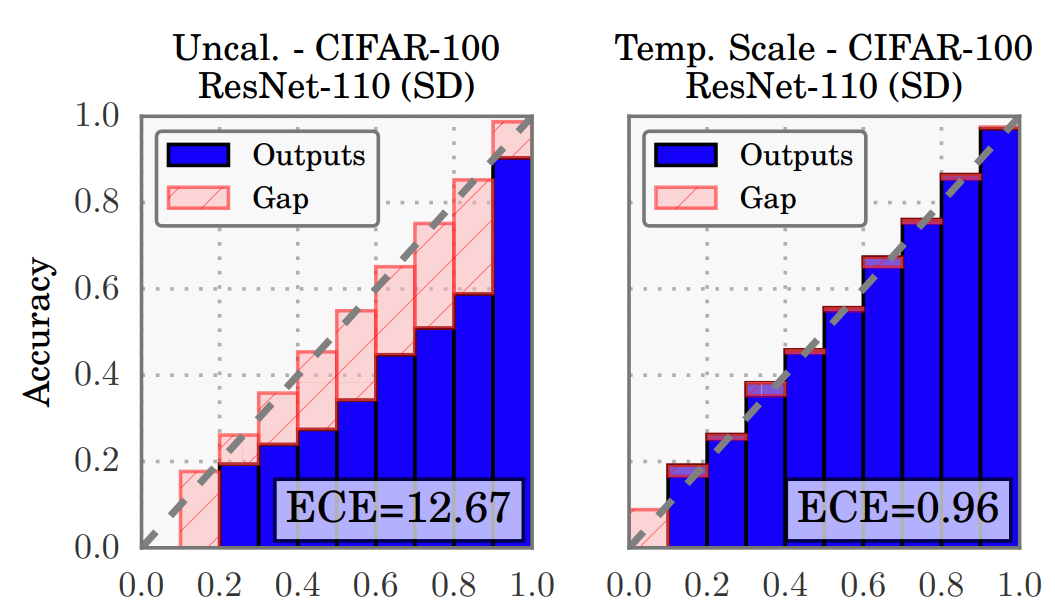 Uncal. - CIFAR-100
ResNet-110 (SD)
Temp. Scale - CIFAR-100
ResNet-110 (SD)
Accuracy
1.0
0.8
0.6
0.4
0.2
0.0
Outputs
Gap
ECE=12.67
0.0 0.2 0.4 0.6 0.8 1.0
Outputs
Gap
ECE=0.96
0.0 0.2 0.4 0.6 0.8 1.0